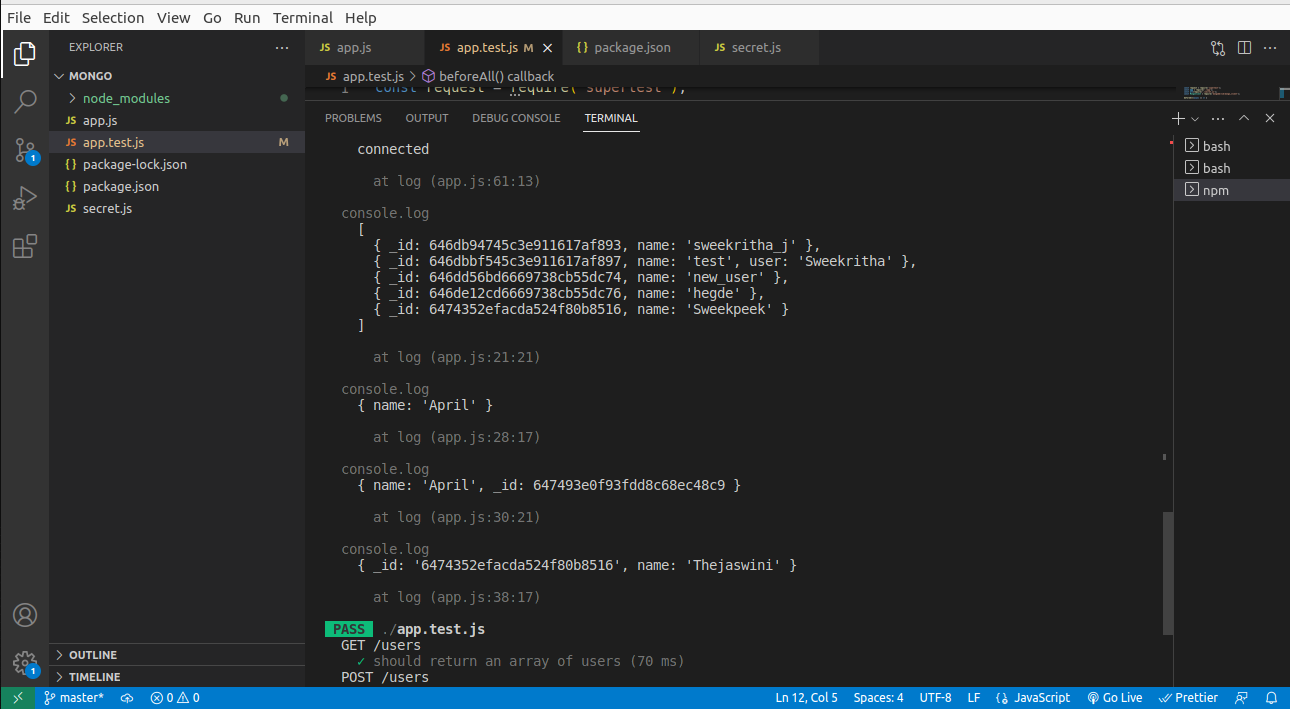 File Edit Selection View Go Run Terminal Help
EXPLORER
MONGO
node_modules
JS app.js
JS app.test.js M
{} package-lock.json
{} package.json
JS secret.js
OUTLINE
TIMELINE
1
1
JS app.js
JS app.test.js M
{} package.json
JS secret.js
JS app.test.js > beforeAll() callback
1 const request = require('supertest');
PROBLEMS OUTPUT DEBUG CONSOLE TERMINAL
connected
at log (app.js:61:13)
console.log
[
{ _id: 646db94745c3e911617af893, name: 'sweekritha_j' },
{ _id: 646dbbf545c3e911617af897, name: 'test', user: 'Sweekritha' },
{ _id: 646dd56bd6669738cb55dc74, name: 'new_user' },
{ _id: 646de12cd6669738cb55dc76, name: 'hegde' },
{ _id: 6474352efacda524f80b8516, name: 'Sweekpeek' }
]
at log (app.js:21:21)
console.log
{ name: 'April' }
at log (app.js:28:17)
console.log
{ name: 'April', _id: 647493e0f93fdd8c68ec48c9 }
at log (app.js:30:21)
console.log
{ _id: '6474352efacda524f80b8516', name: 'Thejaswini' }
at log (app.js:38:17)
PASS ./app.test.js
GET /users
✓ should return an array of users (70 ms)
POST /users
bash
bash
npm
master* 0 0 Ln 12, Col 5 Spaces: 4 UTF-8 LF {} JavaScript Go Live Prettier